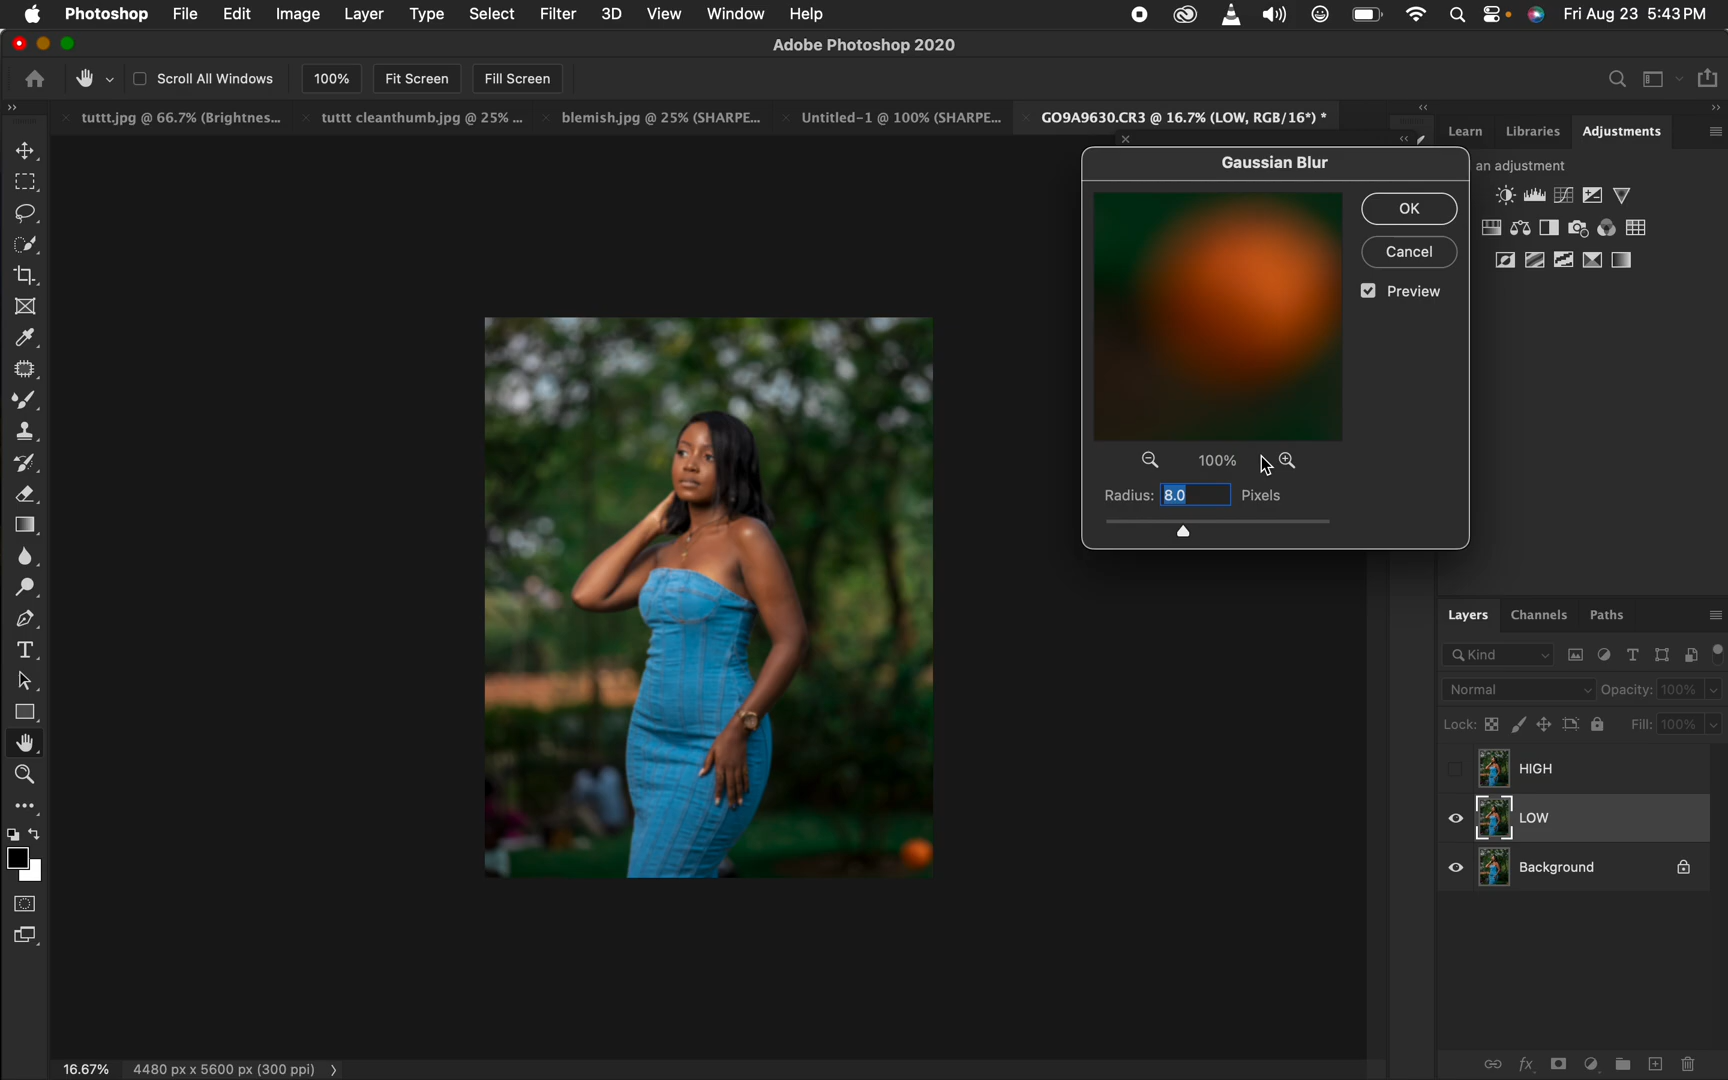 Photoshop File Edit Image Layer Type Select Filter 3D View Window Help Fri Aug 23 5:43 PM
Adobe Photoshop 2020
Scroll All Windows 100% Fit Screen Fill Screen
tuttt.jpg @ 66.7% (Brightnes... tuttt cleanthumb.jpg @ 25% ... blemish.jpg @ 25% (SHARPE... Untitled-1 @ 100% (SHARPE... GO9A9630.CR3 @ 16.7% (LOW, RGB/16*) *
Learn Libraries Adjustments
Gaussian Blur
an adjustment
OK
Cancel
Preview
100%
Radius: 8.0 Pixels
Layers Channels Paths
Kind
Normal Opacity: 100%
Lock: Fill: 100%
HIGH
LOW
Background
16.67% 4480 px x 5600 px (300 ppi)